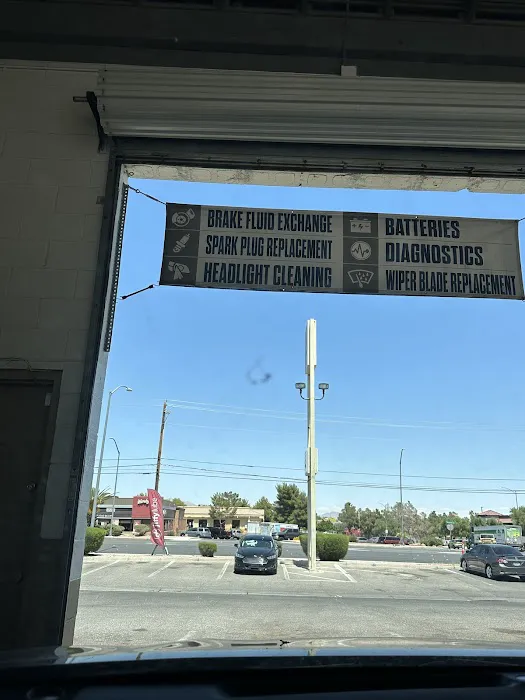 BRAKE FLUID EXCHANGE
SPARK PLUG REPLACEMENT
HEADLIGHT CLEANING
BATTERIES
DIAGNOSTICS
WIPER BLADE REPLACEMENT